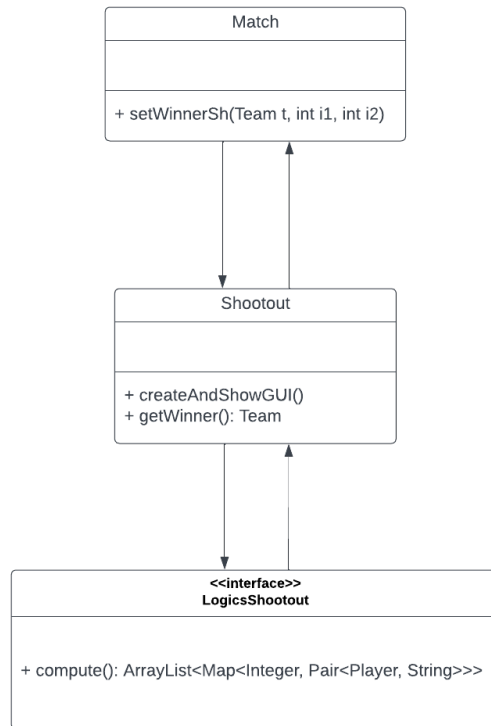 Match
+ setWinnerSh(Team t, int i1, int i2)
Shootout
+ createAndShowGUI()
+ getWinner(): Team
<<interface>>
LogicsShootout
+ compute(): ArrayList<Map<Integer, Pair<Player, String>>>